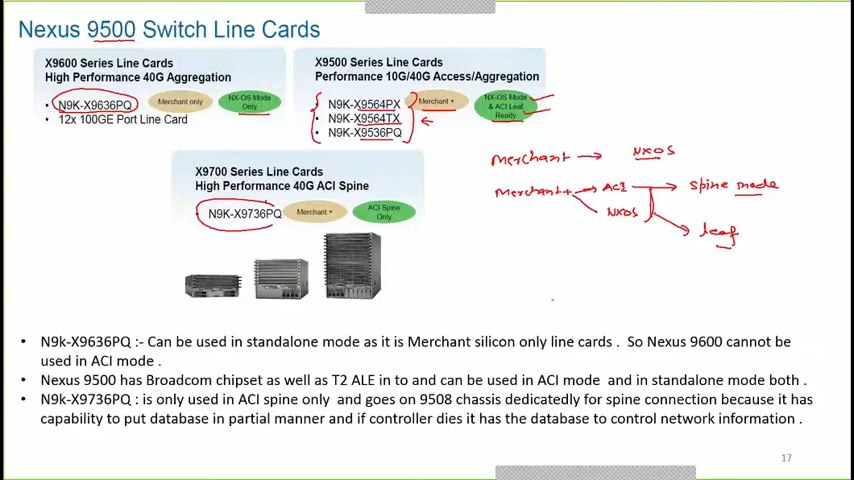 Nexus 9500 Switch Line Cards
X9600 Series Line Cards
High Performance 40G Aggregation
• N9K-X9636PQ
Merchant only
NX-OS Mode
Only
• 12x 100GE Port Line Card
X9500 Series Line Cards
Performance 10G/40G Access/Aggregation
• N9K-X9564PX
• N9K-X9564TX
• N9K-X9536PQ
Merchant +
NX-OS Mode
& ACI Leaf
Ready
X9700 Series Line Cards
High Performance 40G ACI Spine
• N9K-X9736PQ
Merchant +
ACI Spine
Only
Merchant → NXOS
Merchant+ → ACI → Spine mode
NXOS
leaf
• N9k-X9636PQ :- Can be used in standalone mode as it is Merchant silicon only line cards . So Nexus 9600 cannot be
used in ACI mode .
• Nexus 9500 has Broadcom chipset as well as T2 ALE in to and can be used in ACI mode and in standalone mode both .
• N9K-X9736PQ : is only used in ACI spine only and goes on 9508 chassis dedicatedly for spine connection because it has
capability to put database in partial manner and if controller dies it has the database to control network information .
17